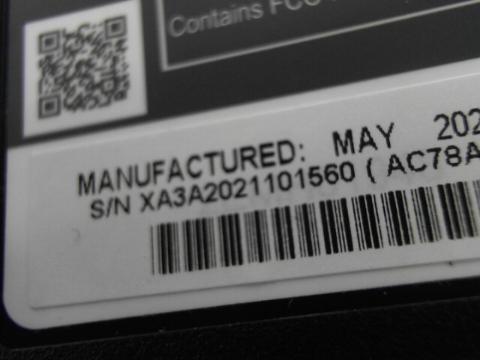 Contains FCC
MANUFACTURED: MAY 202
S/N XA3A2021101560 ( AC78A